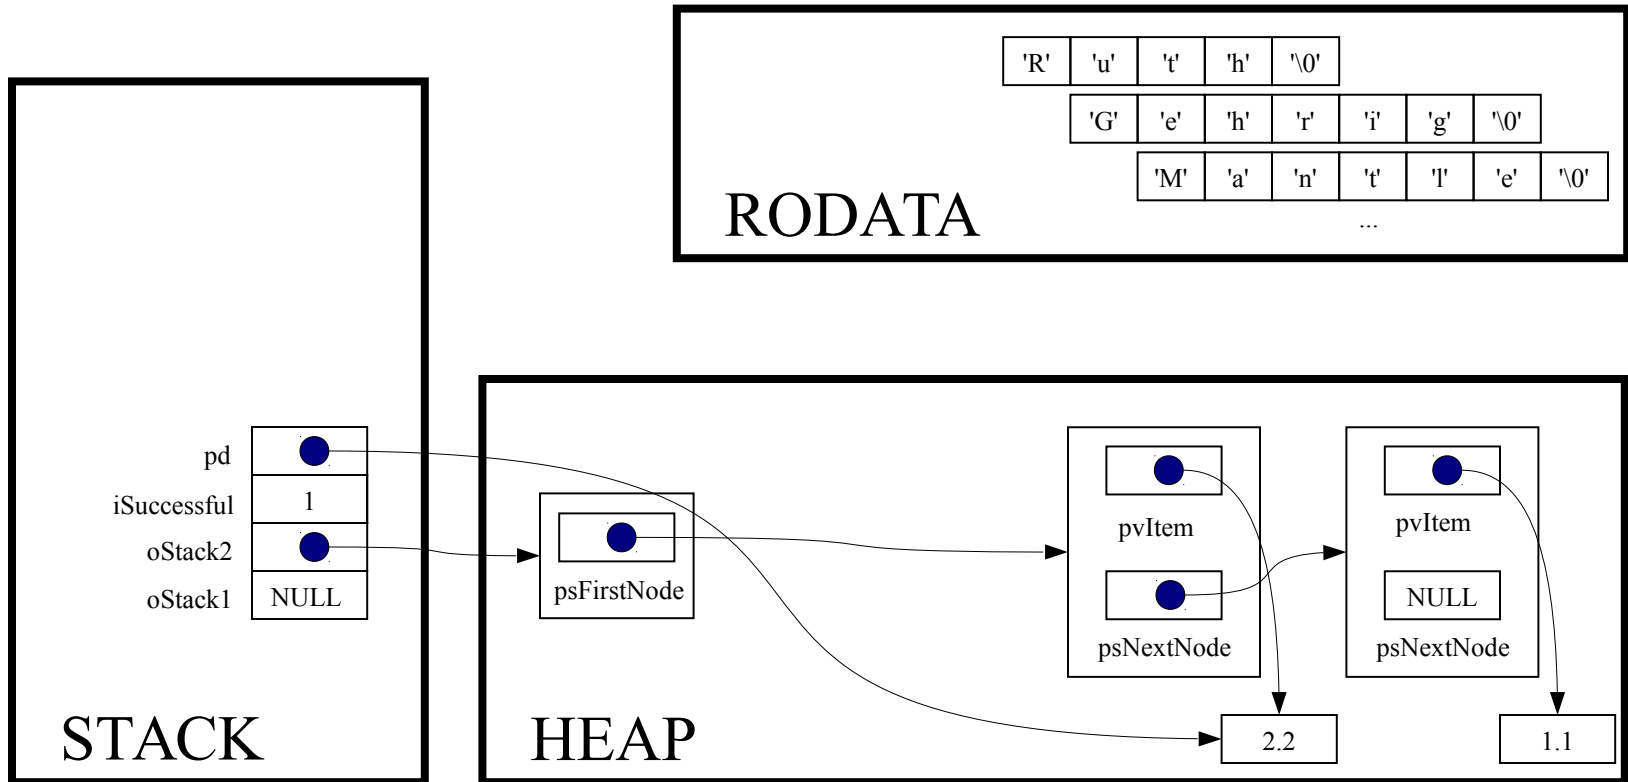 'R' 'u' 't' 'h' '\0'
'G' 'e' 'h' 'r' 'i' 'g' '\0'
'M' 'a' 'n' 't' 'l' 'e' '\0'
...
RODATA
pd
iSuccessful 1
oStack2
oStack1 NULL
STACK
psFirstNode
pvItem
psNextNode
pvItem
NULL
psNextNode
2.2
1.1
HEAP